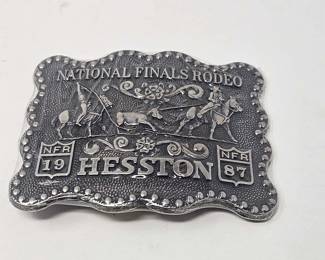 NATIONAL FINALS RODEO
NFR NFR
19 HESSTON 87